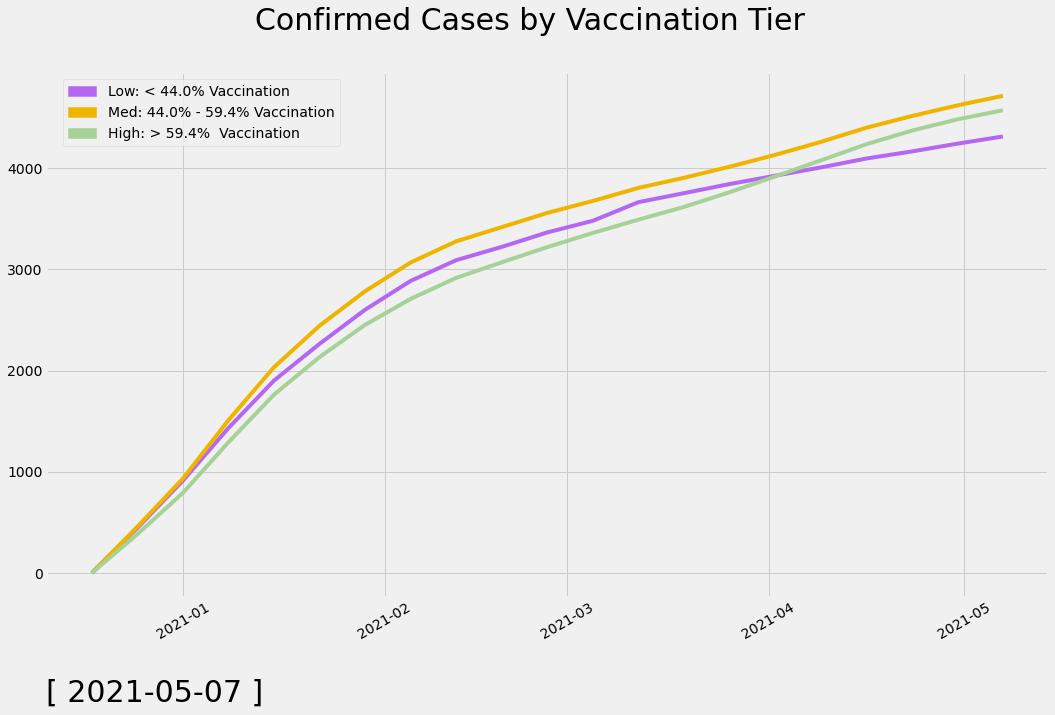 Confirmed Cases by Vaccination Tier
Low: < 44.0% Vaccination
Med: 44.0% - 59.4% Vaccination
High: > 59.4%  Vaccination
4000
3000
2000
1000
0
2021-01
2021-02
2021-03
2021-04
2021-05
[ 2021-05-07 ]